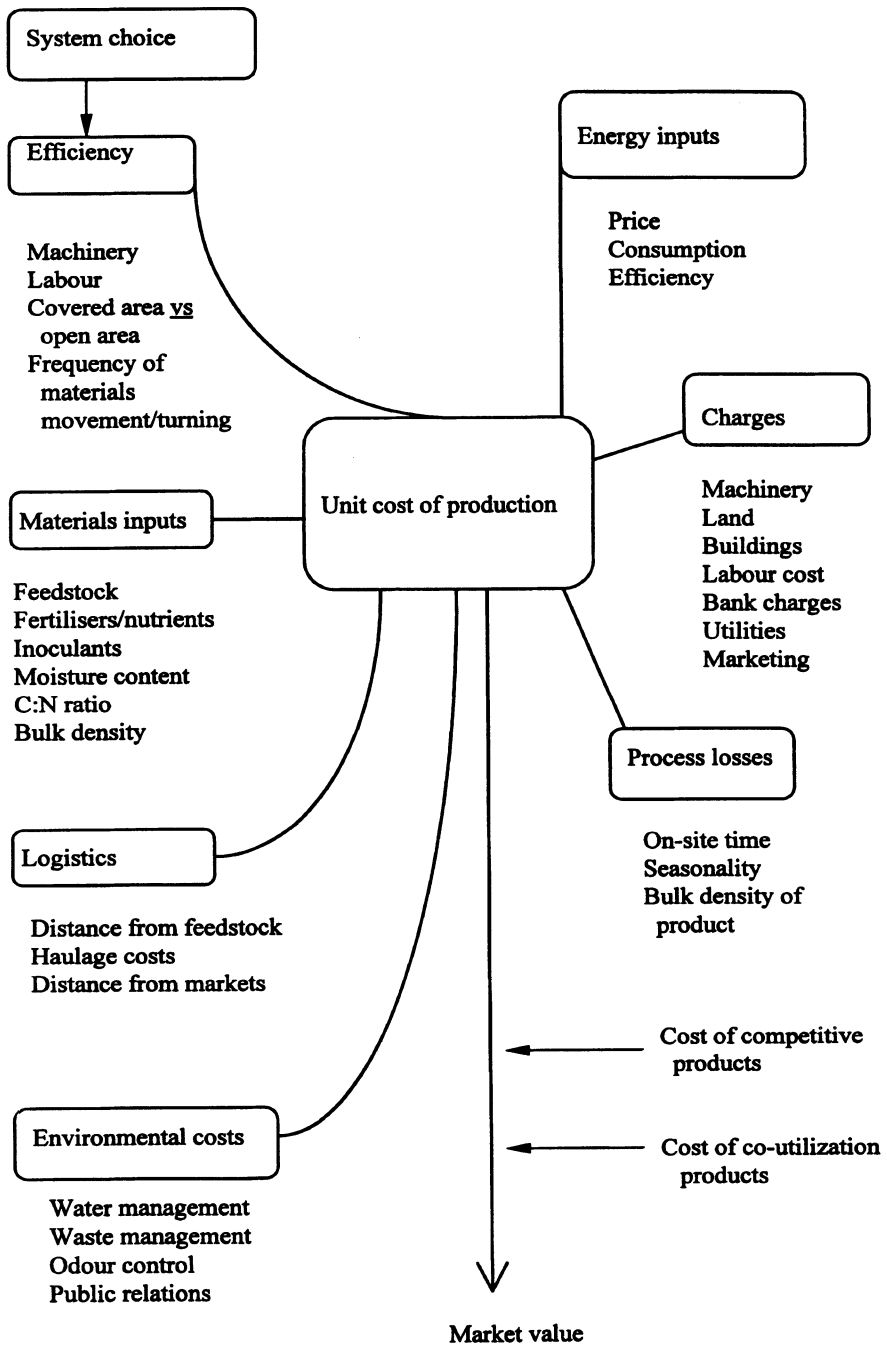 System choice
Efficiency
Machinery
Labour
Covered area vs
open area
Frequency of
materials
movement/turning
Energy inputs
Price
Consumption
Efficiency
Unit cost of production
Charges
Machinery
Land
Buildings
Labour cost
Bank charges
Utilities
Marketing
Materials inputs
Feedstock
Fertilisers/nutrients
Inoculants
Moisture content
C:N ratio
Bulk density
Process losses
On-site time
Seasonality
Bulk density of
product
Logistics
Distance from feedstock
Haulage costs
Distance from markets
Cost of competitive
products
Cost of co-utilization
products
Environmental costs
Water management
Waste management
Odour control
Public relations
Market value